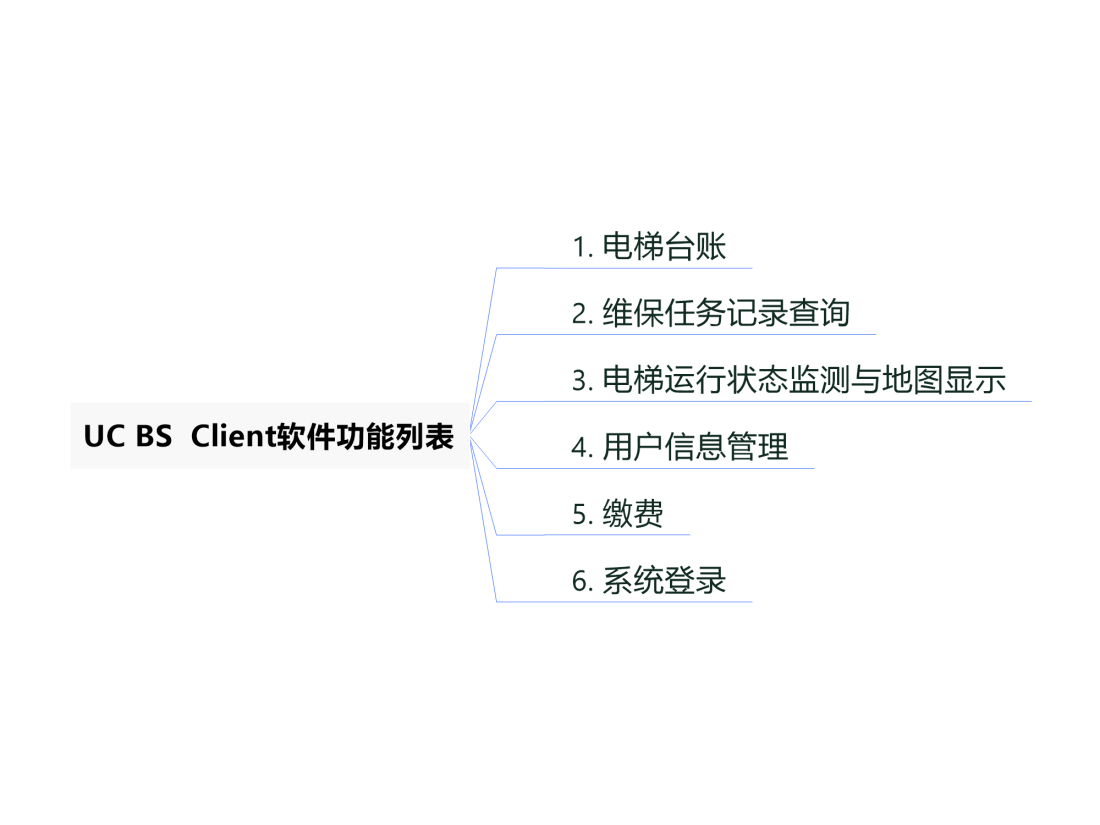 UC BS  Client软件功能列表
1. 电梯台账
2. 维保任务记录查询
3. 电梯运行状态监测与地图显示
4. 用户信息管理
5. 缴费
6. 系统登录